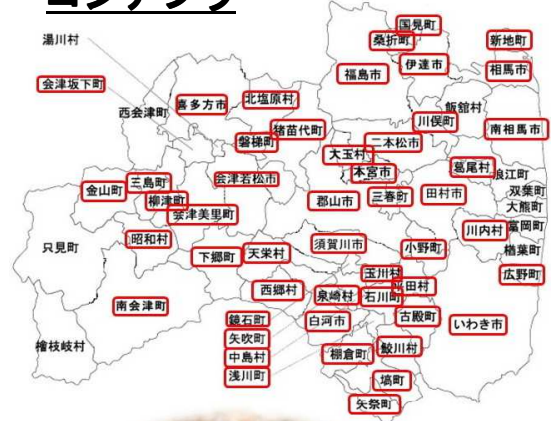 コンテンツ
国見町
湯川村
桑折町
新地町
伊達市
相馬市
福島市
会津坂下町
喜多方市
北塩原村
飯舘村
西会津町
川俣町
猪苗代町
南相馬市
磐梯町
二本松市
大玉村
本宮市
葛尾村
浪江町
三島町
会津若松市
金山町
双葉町
柳津町
郡山市
三春町
田村市
大熊町
会津美里町
川内村
富岡町
昭和村
須賀川市
只見町
小野町
楢葉町
下郷町
天栄村
玉川村
広野町
平田村
西郷村
泉崎村
石川町
南会津町
鏡石町
白河市
古殿町
いわき市
矢吹町
檜枝岐村
中島村
棚倉町
鮫川村
浅川町
塙町
矢祭町